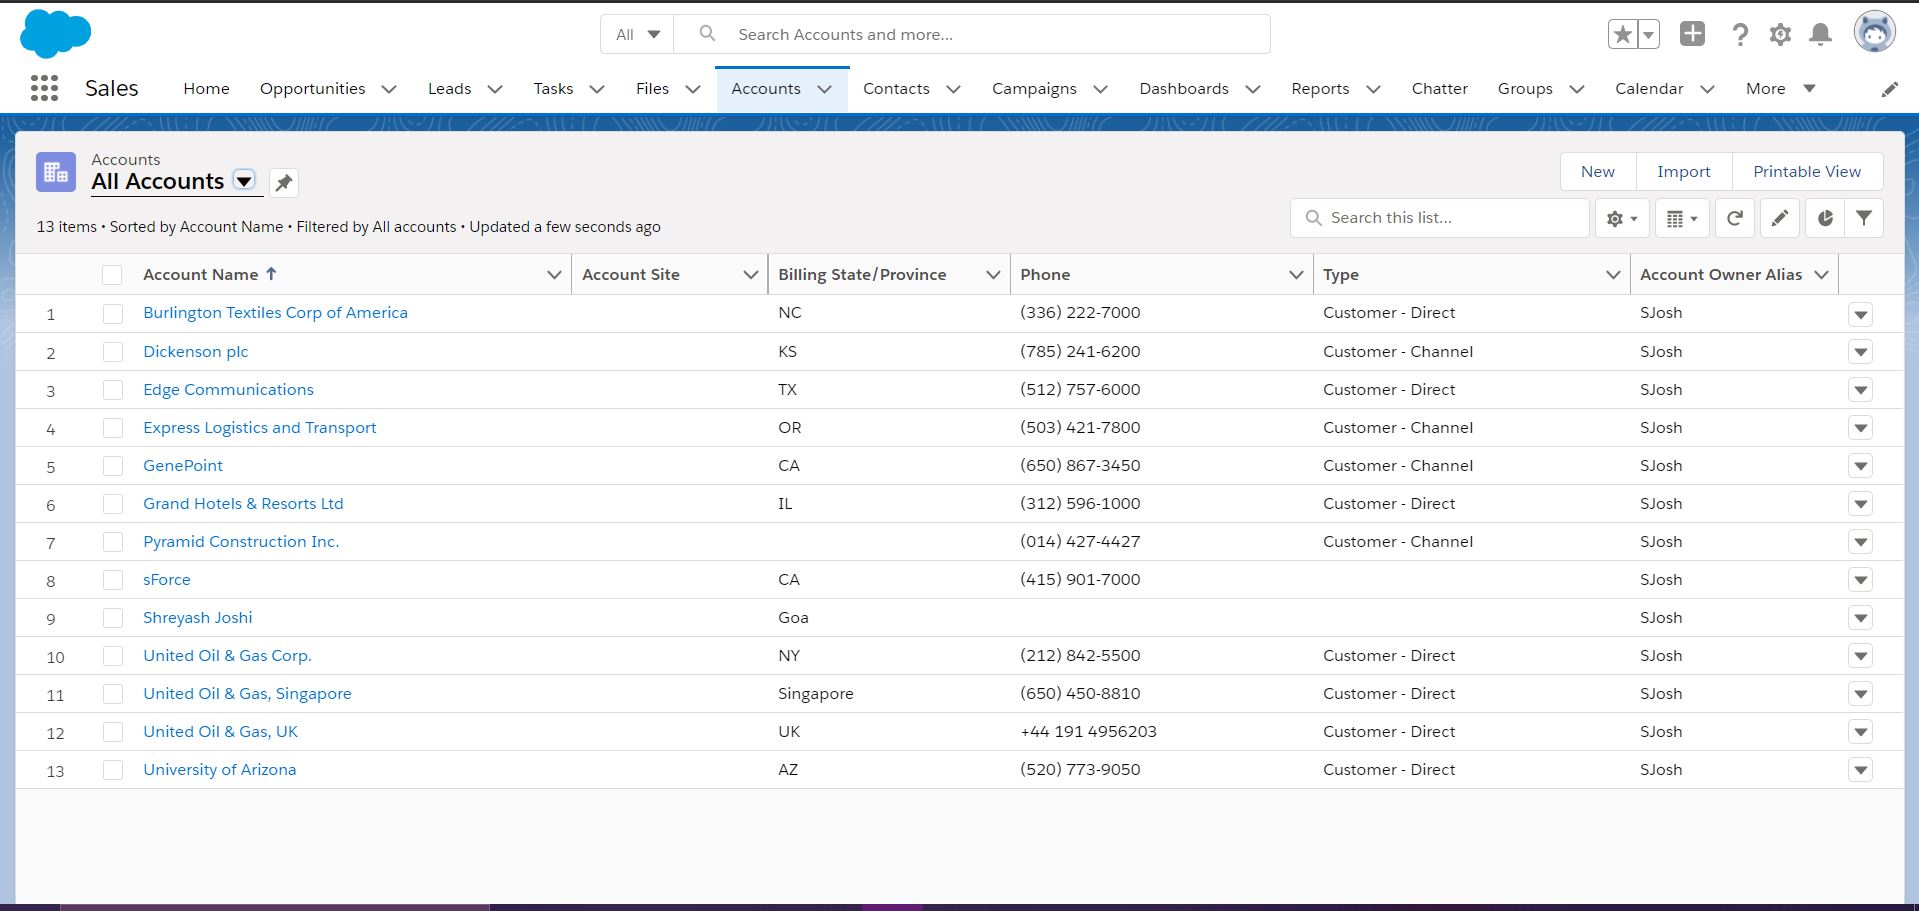 All Search Accounts and more...
Sales Home Opportunities Leads Tasks Files Accounts Contacts Campaigns Dashboards Reports Chatter Groups Calendar More
Accounts
All Accounts
New Import Printable View
13 items • Sorted by Account Name • Filtered by All accounts • Updated a few seconds ago
Search this list...
Account Name Account Site Billing State/Province Phone Type Account Owner Alias
1 Burlington Textiles Corp of America NC (336) 222-7000 Customer - Direct SJosh
2 Dickenson plc KS (785) 241-6200 Customer - Channel SJosh
3 Edge Communications TX (512) 757-6000 Customer - Direct SJosh
4 Express Logistics and Transport OR (503) 421-7800 Customer - Channel SJosh
5 GenePoint CA (650) 867-3450 Customer - Channel SJosh
6 Grand Hotels & Resorts Ltd IL (312) 596-1000 Customer - Direct SJosh
7 Pyramid Construction Inc. (014) 427-4427 Customer - Channel SJosh
8 sForce CA (415) 901-7000 SJosh
9 Shreyash Joshi Goa SJosh
10 United Oil & Gas Corp. NY (212) 842-5500 Customer - Direct SJosh
11 United Oil & Gas, Singapore Singapore (650) 450-8810 Customer - Direct SJosh
12 United Oil & Gas, UK UK +44 191 4956203 Customer - Direct SJosh
13 University of Arizona AZ (520) 773-9050 Customer - Direct SJosh